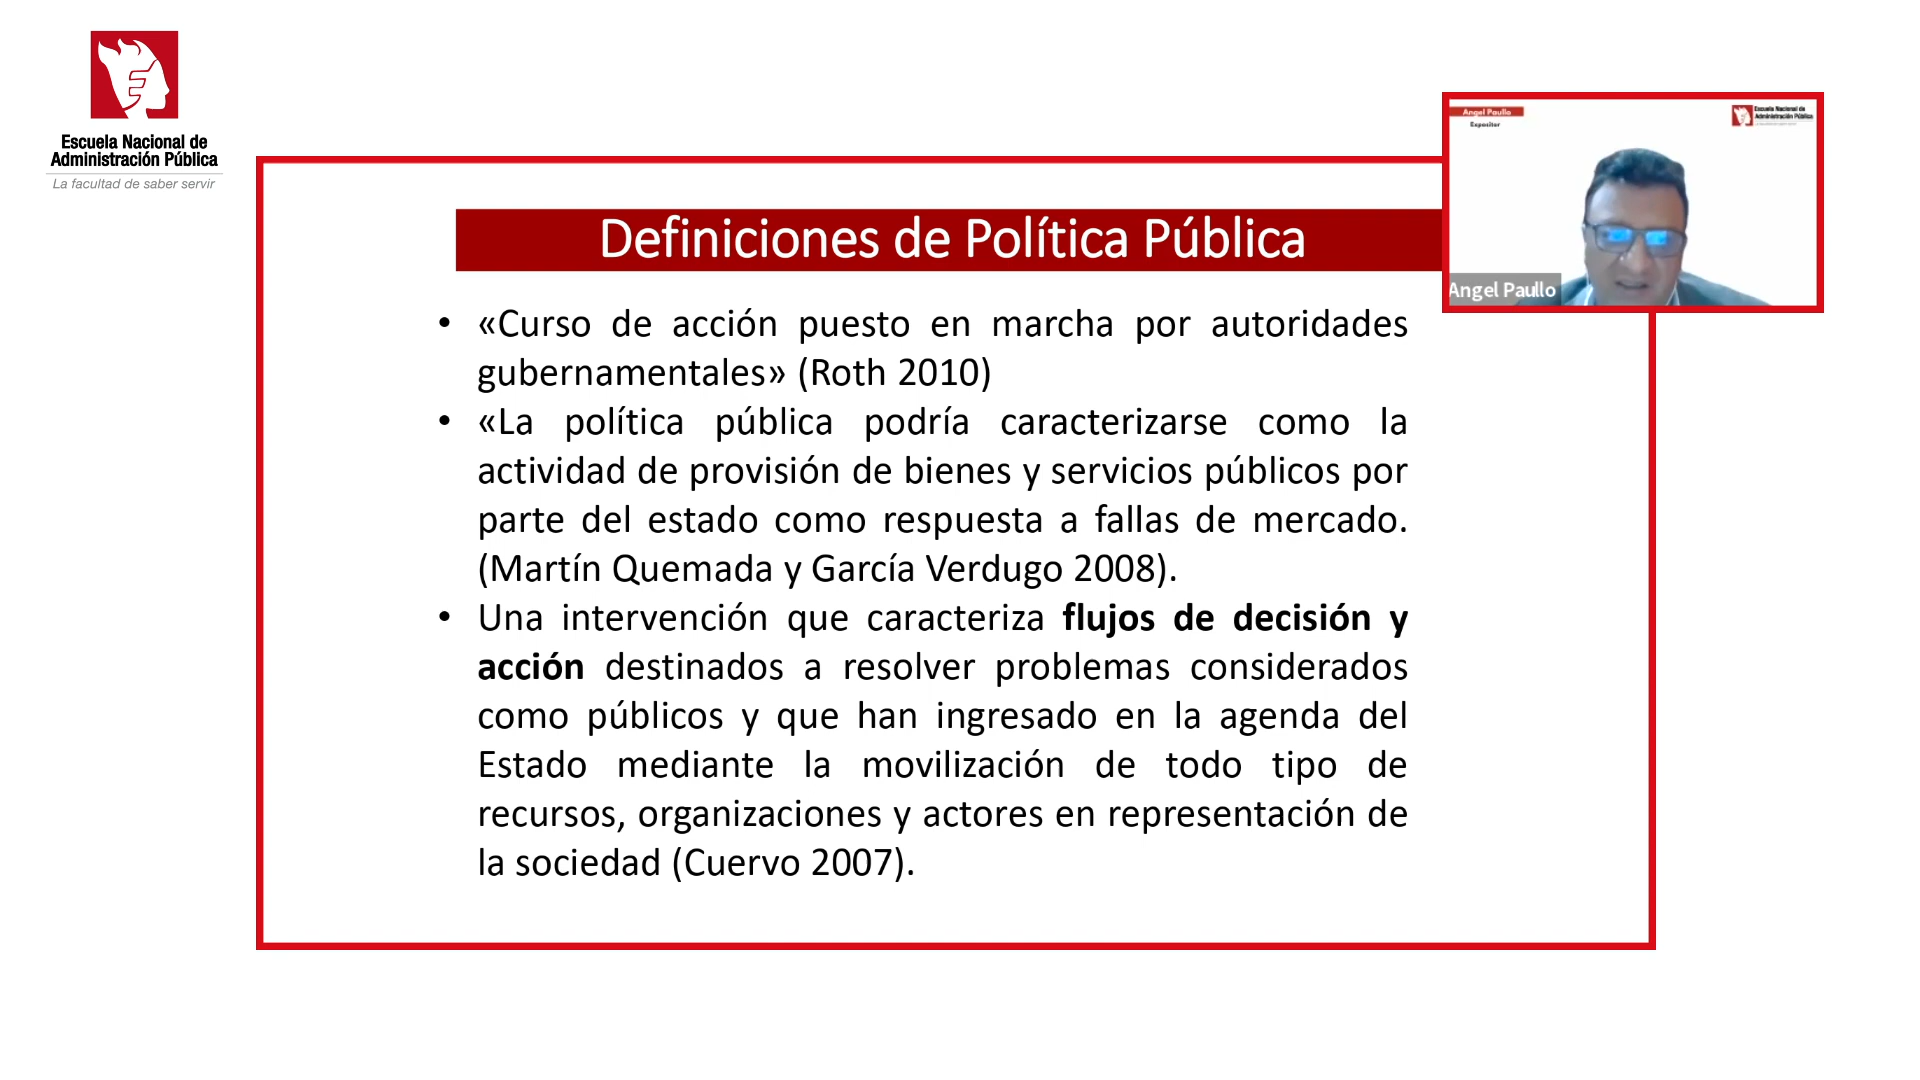 Escuela Nacional de
Administración Pública
La facultad de saber servir
Angel Paullo
Expositor
Escuela Nacional de
Administración Pública
Angel Paullo
Definiciones de Política Pública
• «Curso de acción puesto en marcha por autoridades
gubernamentales» (Roth 2010)
• «La política pública podría caracterizarse como la
actividad de provisión de bienes y servicios públicos por
parte del estado como respuesta a fallas de mercado.
(Martín Quemada y García Verdugo 2008).
• Una intervención que caracteriza flujos de decisión y
acción destinados a resolver problemas considerados
como públicos y que han ingresado en la agenda del
Estado mediante la movilización de todo tipo de
recursos, organizaciones y actores en representación de
la sociedad (Cuervo 2007).